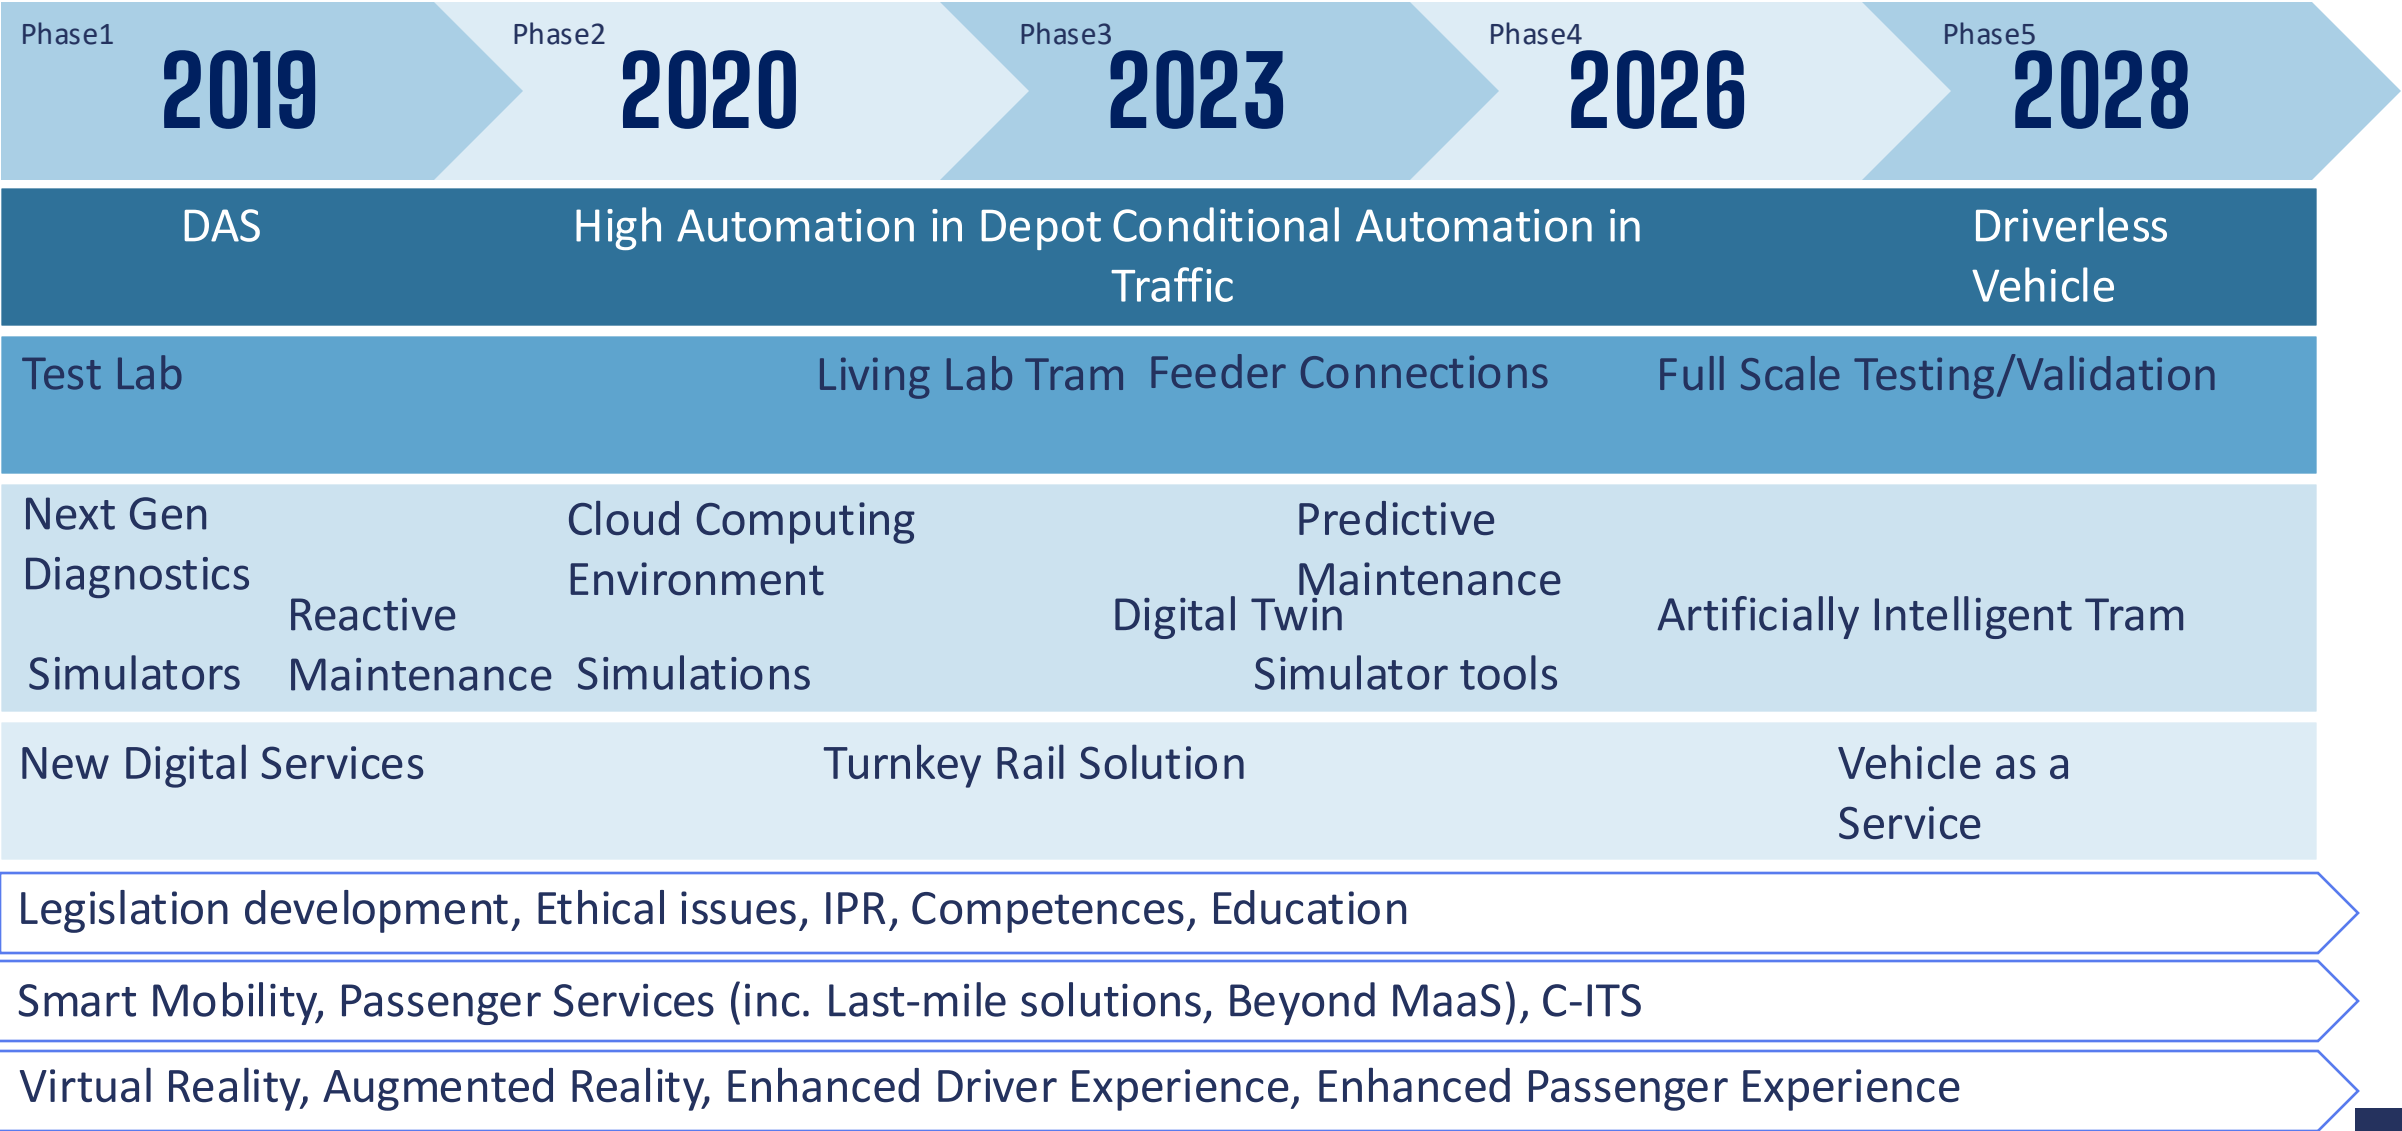 Phase1
2019
Phase2
2020
Phase3
2023
Phase4
2026
Phase5
2028
DAS
High Automation in Depot
Conditional Automation in
Traffic
Driverless
Vehicle
Test Lab
Living Lab Tram
Feeder Connections
Full Scale Testing/Validation
Next Gen
Diagnostics
Reactive
Maintenance
Simulators
Cloud Computing
Environment
Simulations
Predictive
Maintenance
Digital Twin
Simulator tools
Artificially Intelligent Tram
New Digital Services
Turnkey Rail Solution
Vehicle as a
Service
Legislation development, Ethical issues, IPR, Competences, Education
Smart Mobility, Passenger Services (inc. Last-mile solutions, Beyond MaaS), C-ITS
Virtual Reality, Augmented Reality, Enhanced Driver Experience, Enhanced Passenger Experience